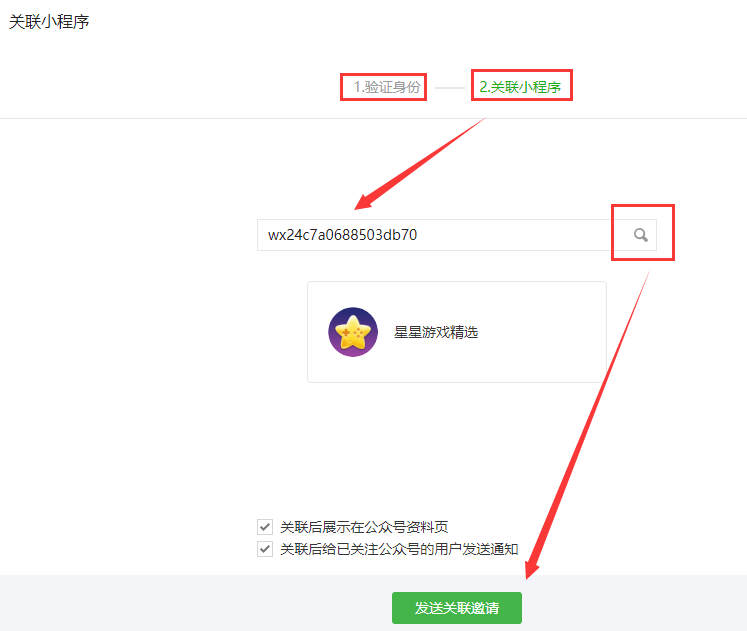 关联小程序
1.验证身份
2.关联小程序
wx24c7a0688503db70
星星游戏精选
关联后展示在公众号资料页
关联后给已关注公众号的用户发送通知
发送关联邀请